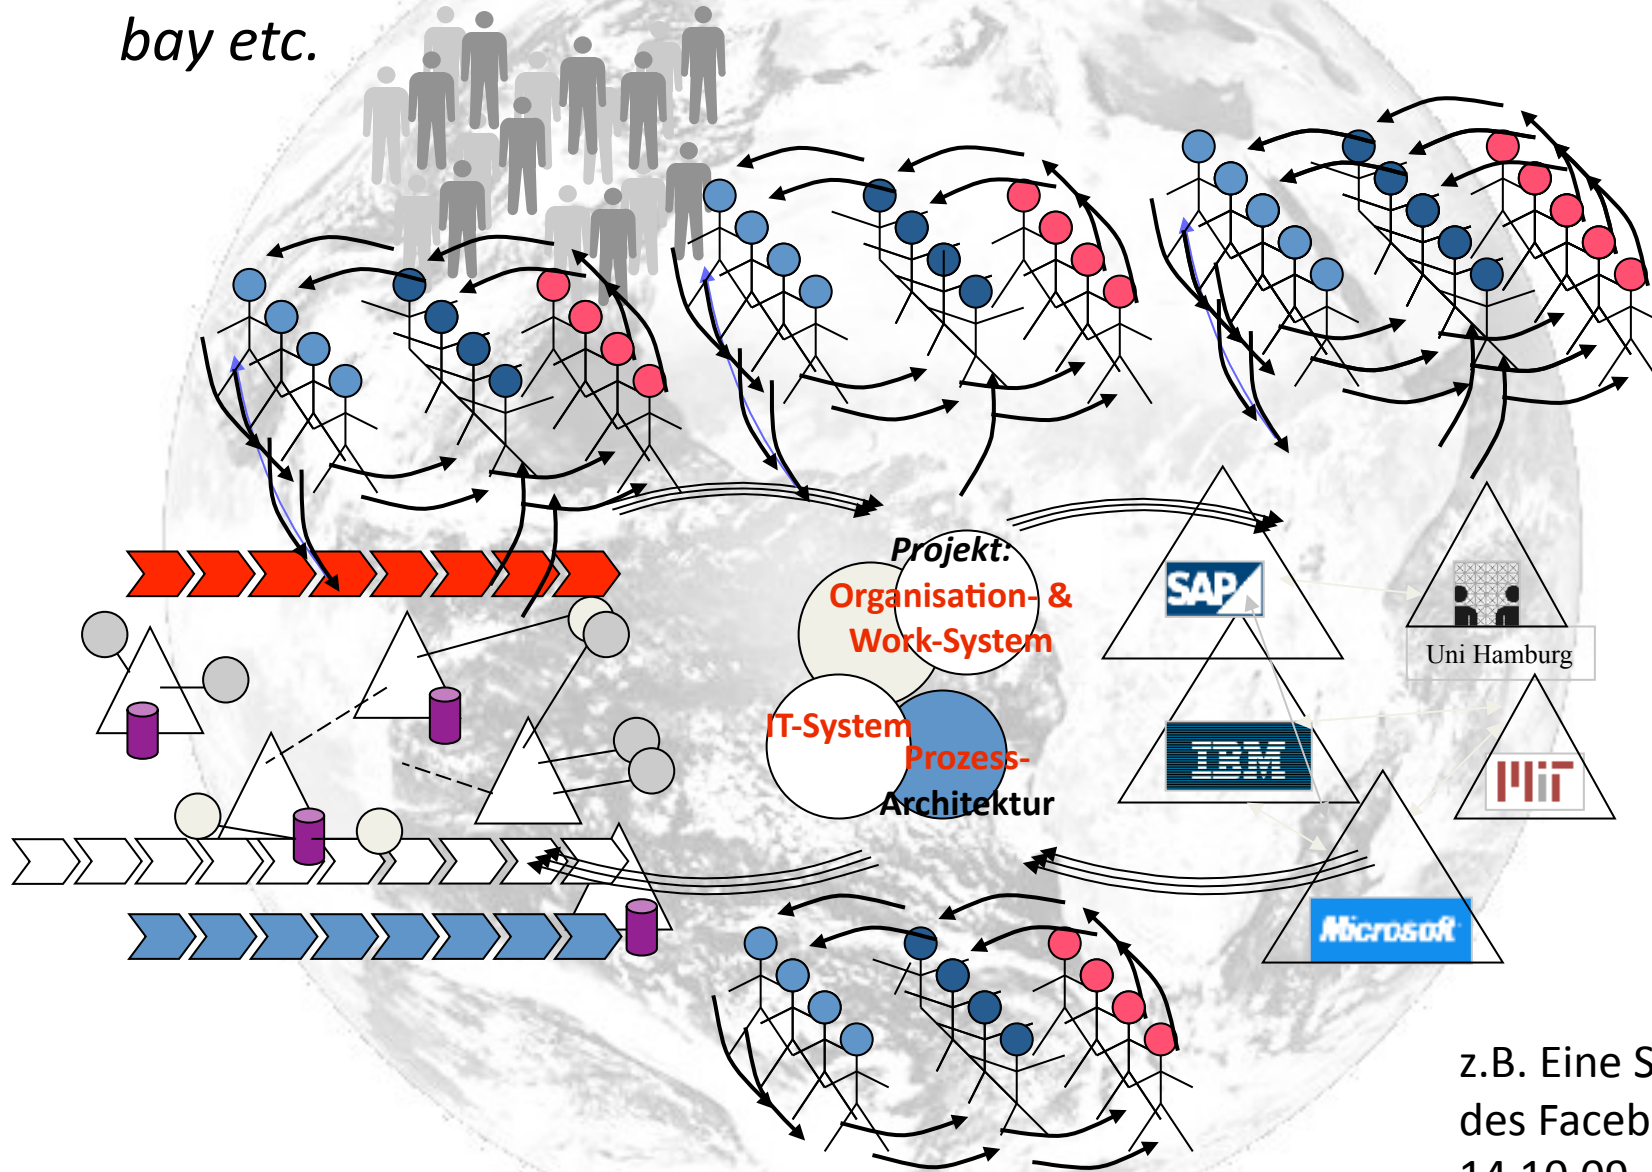 bay etc.
Projekt:
Organisation- &
Work-System
IT-System
Prozess-
Architektur
SAP
Uni Hamburg
IBM
MIT
Microsoft
z.B. Eine S
des Faceb